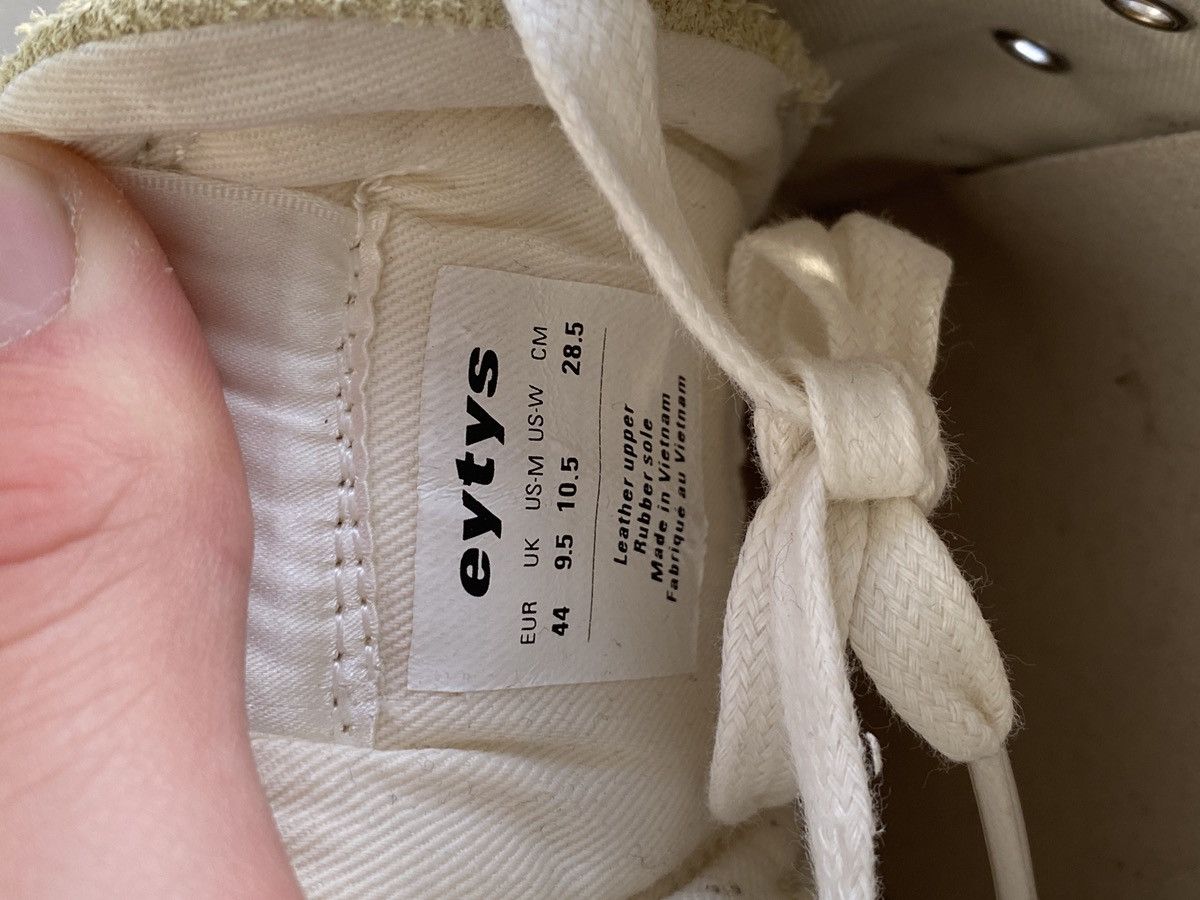 eytys
EUR UK US-M US-W CM
44 9.5 10.5 28.5
Leather upper
Rubber sole
Made in Vietnam
Fabriqué au Vietnam